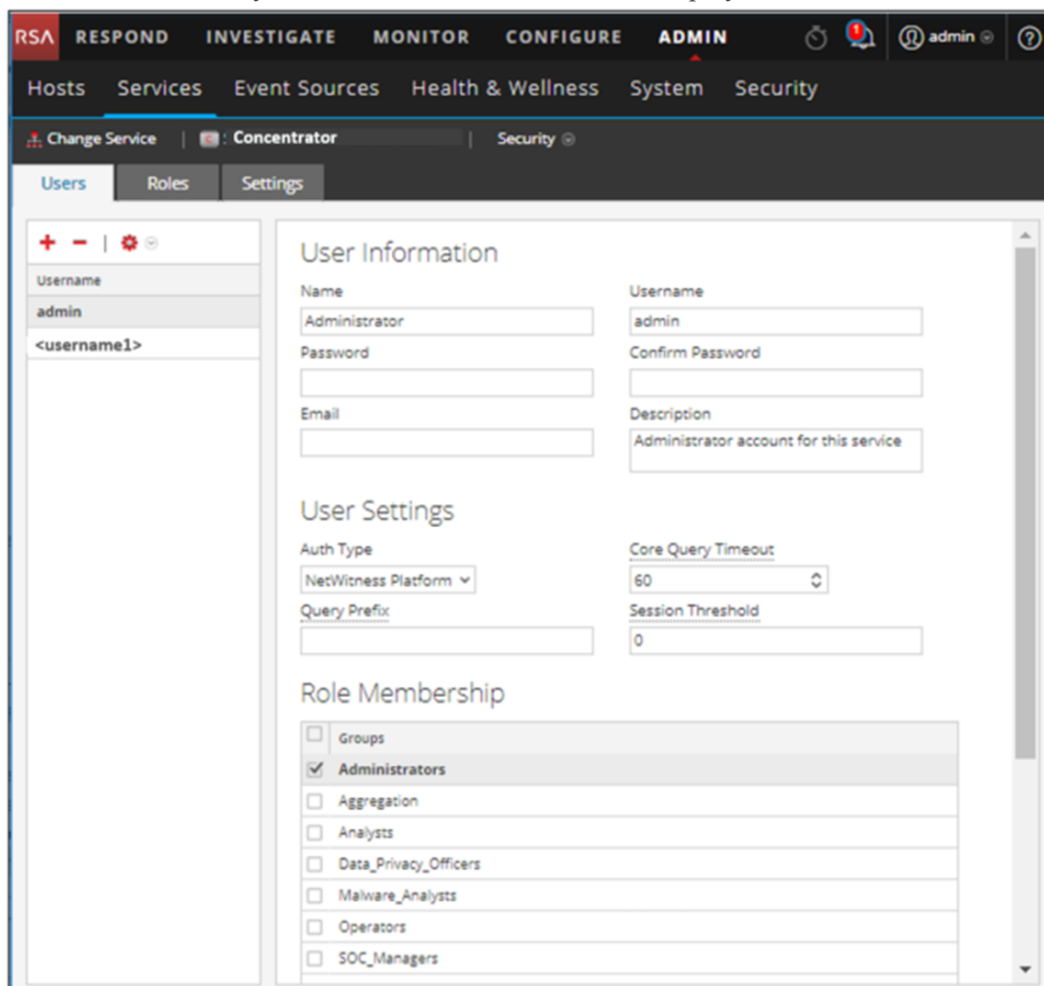 RSA RESPOND INVESTIGATE MONITOR CONFIGURE ADMIN 1 admin ?
Hosts Services Event Sources Health & Wellness System Security
Change Service | C : Concentrator | Security
Users Roles Settings
+ - |
Username
admin
<username1>
User Information
Name Username
Administrator admin
Password Confirm Password
Email Description
Administrator account for this service
User Settings
Auth Type Core Query Timeout
NetWitness Platform 60
Query Prefix Session Threshold
0
Role Membership
Groups
Administrators
Aggregation
Analysts
Data_Privacy_Officers
Malware_Analysts
Operators
SOC_Managers